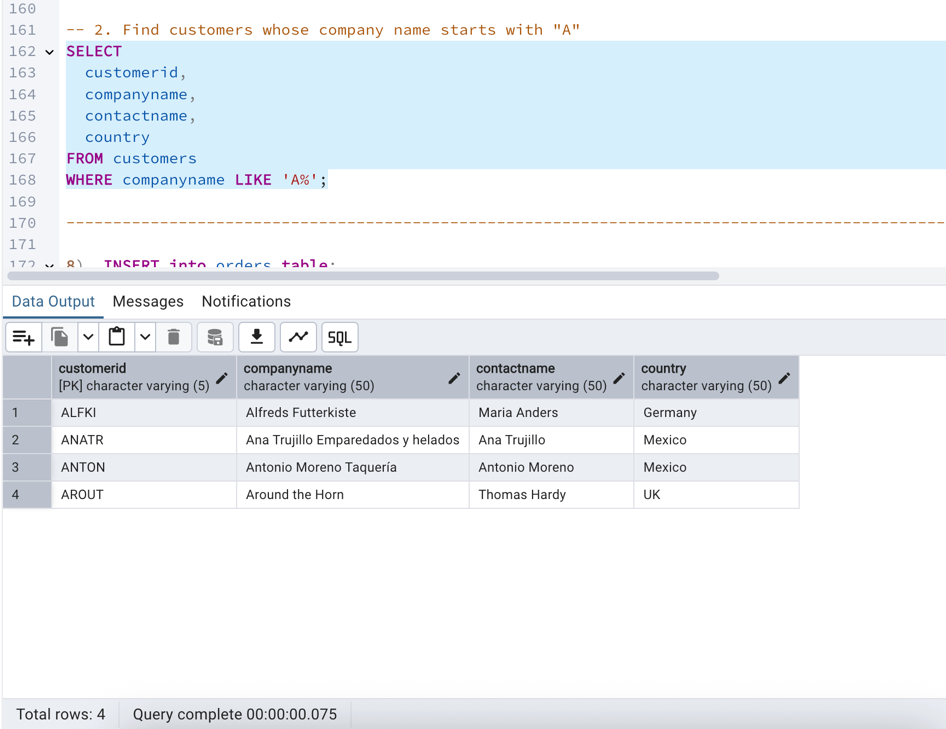 160
161 -- 2. Find customers whose company name starts with "A"
162 SELECT
163 customerid,
164 companyname,
165 contactname,
166 country
167 FROM customers
168 WHERE companyname LIKE 'A%';
169
170 --------------------------------------------------------------------------------
171
172 8) INSERT into orders table:
Data Output Messages Notifications
SQL
customerid companyname contactname country
[PK] character varying (5) character varying (50) character varying (50) character varying (50)
1 ALFKI Alfreds Futterkiste Maria Anders Germany
2 ANATR Ana Trujillo Emparedados y helados Ana Trujillo Mexico
3 ANTON Antonio Moreno Taquería Antonio Moreno Mexico
4 AROUT Around the Horn Thomas Hardy UK
Total rows: 4 Query complete 00:00:00.075